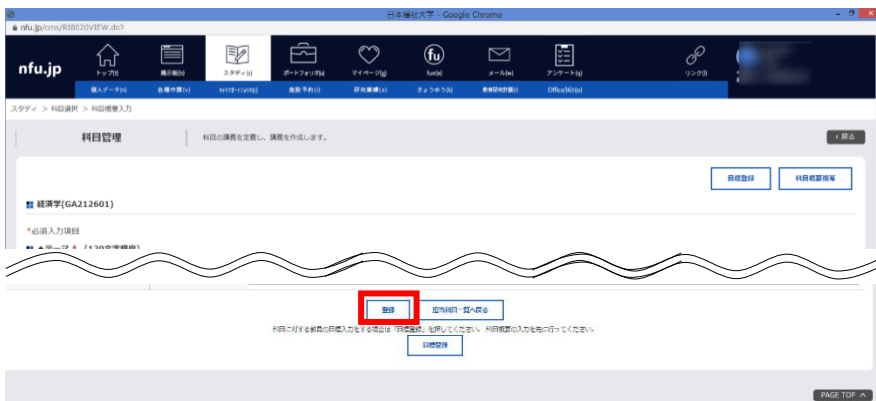 日本福祉大学 - Google Chrome
nfu.jp/cms/RI8020VIEW.do?
nfu.jp
トップ(t) 掲示板(b) スタディ(s) ポートフォリオ(p) マイページ(g) fuxi(x) メール(w) アンケート(q) リンク(l)
個人データ(n) 各種申請(v) 施設予約(i) 研究業績(a) きょうゆう(k) 教育研究計画(r) Office365(o)
スタディ > 科目選択 > 科目概要入力
科目管理
科目の講義を定義し、講義を作成します。
< 戻る
目標登録 科目概要複写
経済学(GA212601)
*必須入力項目
登録 担当科目一覧へ戻る
科目に対する教員の目標入力をする場合は「目標登録」を押してください。科目概要の入力を先に行ってください。
目標登録
PAGE TOP ∧